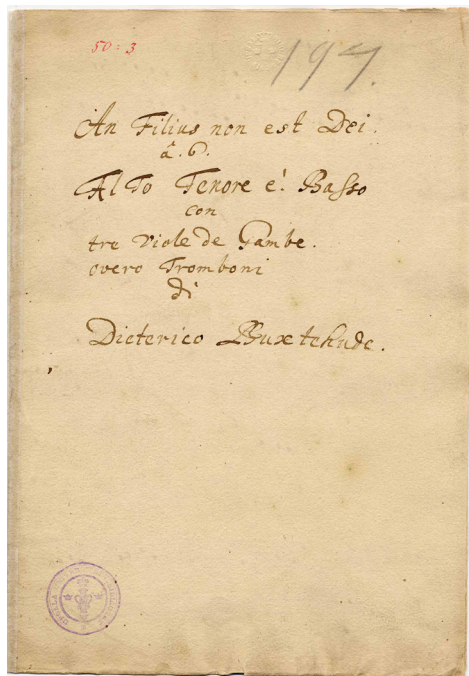 50:3
197.
An Filius non est Dei.
â. 6.
Alto Tenore è! Basso
con
tre Viole de Gambe.
overo Tromboni
di
Dieterico Buxtehude.